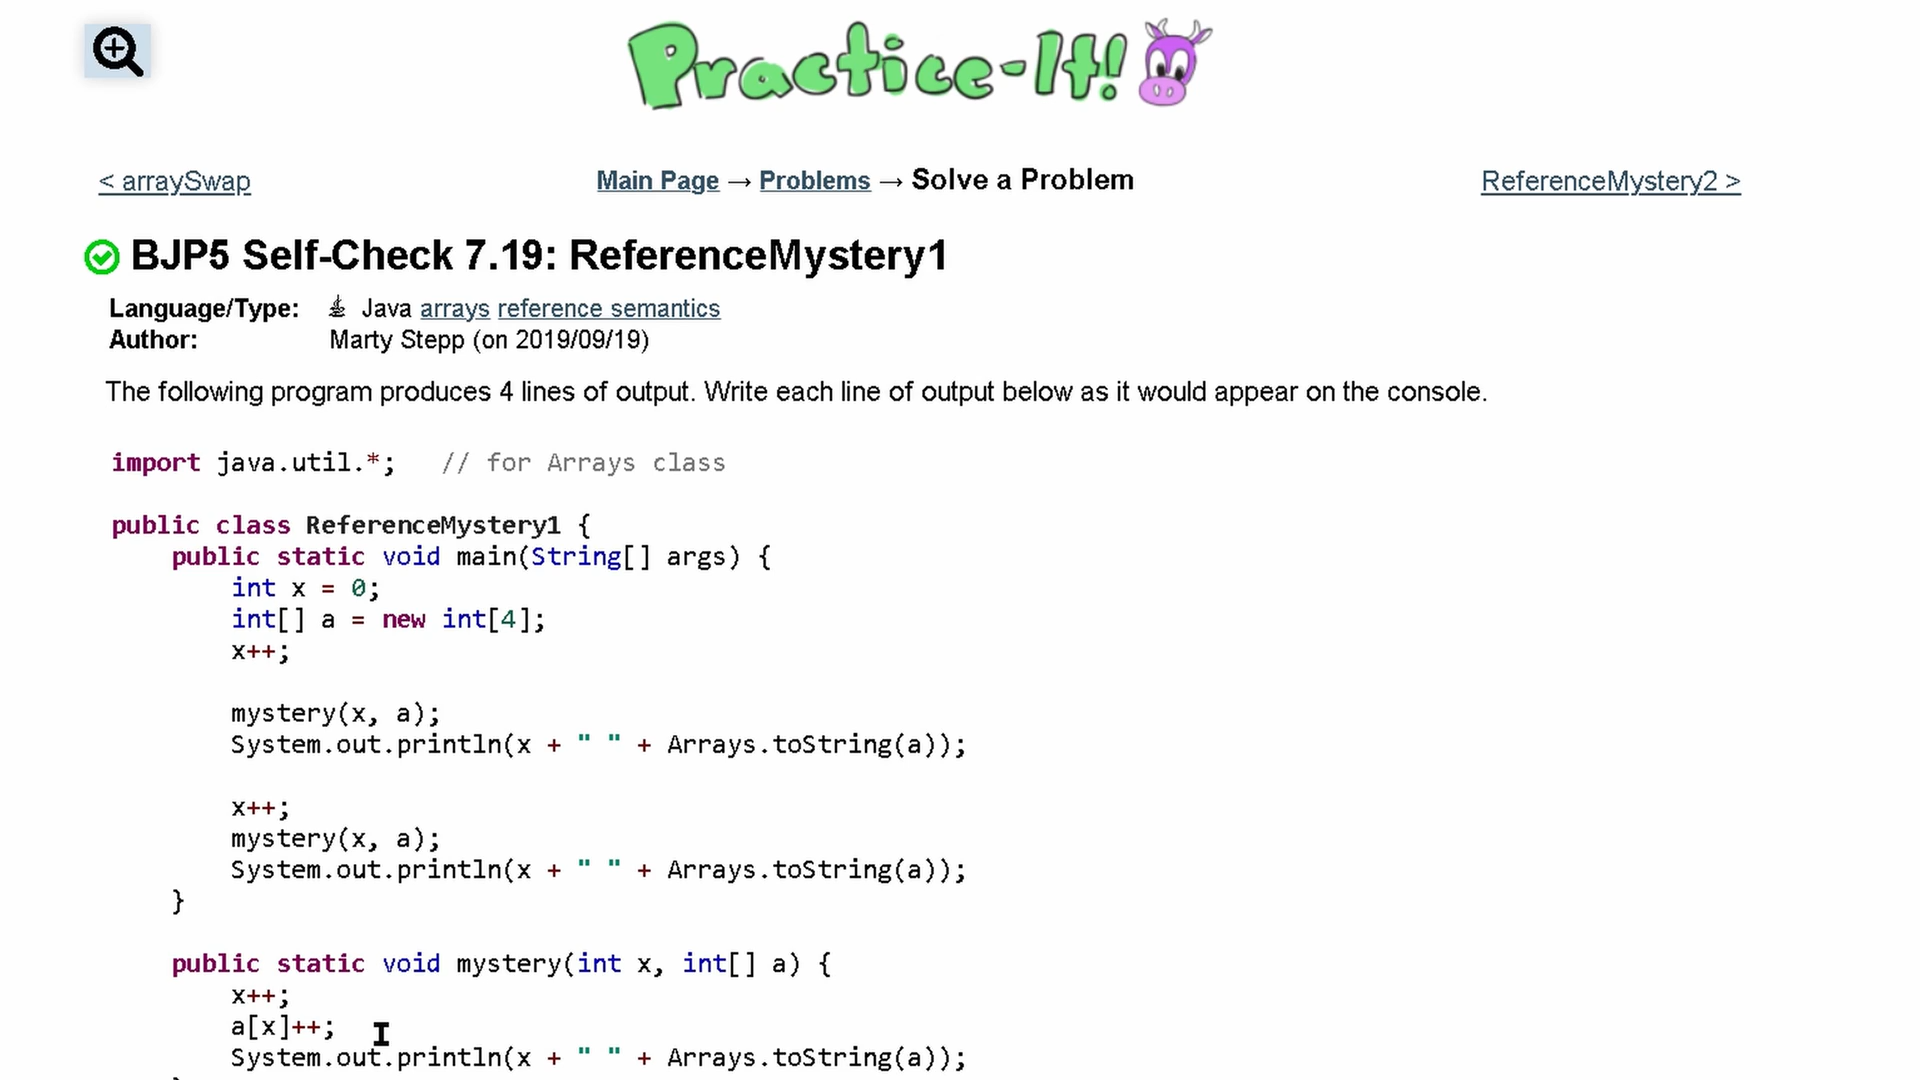 Practice-It!
< arraySwap Main Page → Problems → Solve a Problem ReferenceMystery2 >
BJP5 Self-Check 7.19: ReferenceMystery1
Language/Type: Java arrays reference semantics
Author: Marty Stepp (on 2019/09/19)
The following program produces 4 lines of output. Write each line of output below as it would appear on the console.
import java.util.*;   // for Arrays class
public class ReferenceMystery1 {
    public static void main(String[] args) {
        int x = 0;
        int[] a = new int[4];
        x++;
        mystery(x, a);
        System.out.println(x + " " + Arrays.toString(a));
        x++;
        mystery(x, a);
        System.out.println(x + " " + Arrays.toString(a));
    }
    public static void mystery(int x, int[] a) {
        x++;
        a[x]++;
        System.out.println(x + " " + Arrays.toString(a));